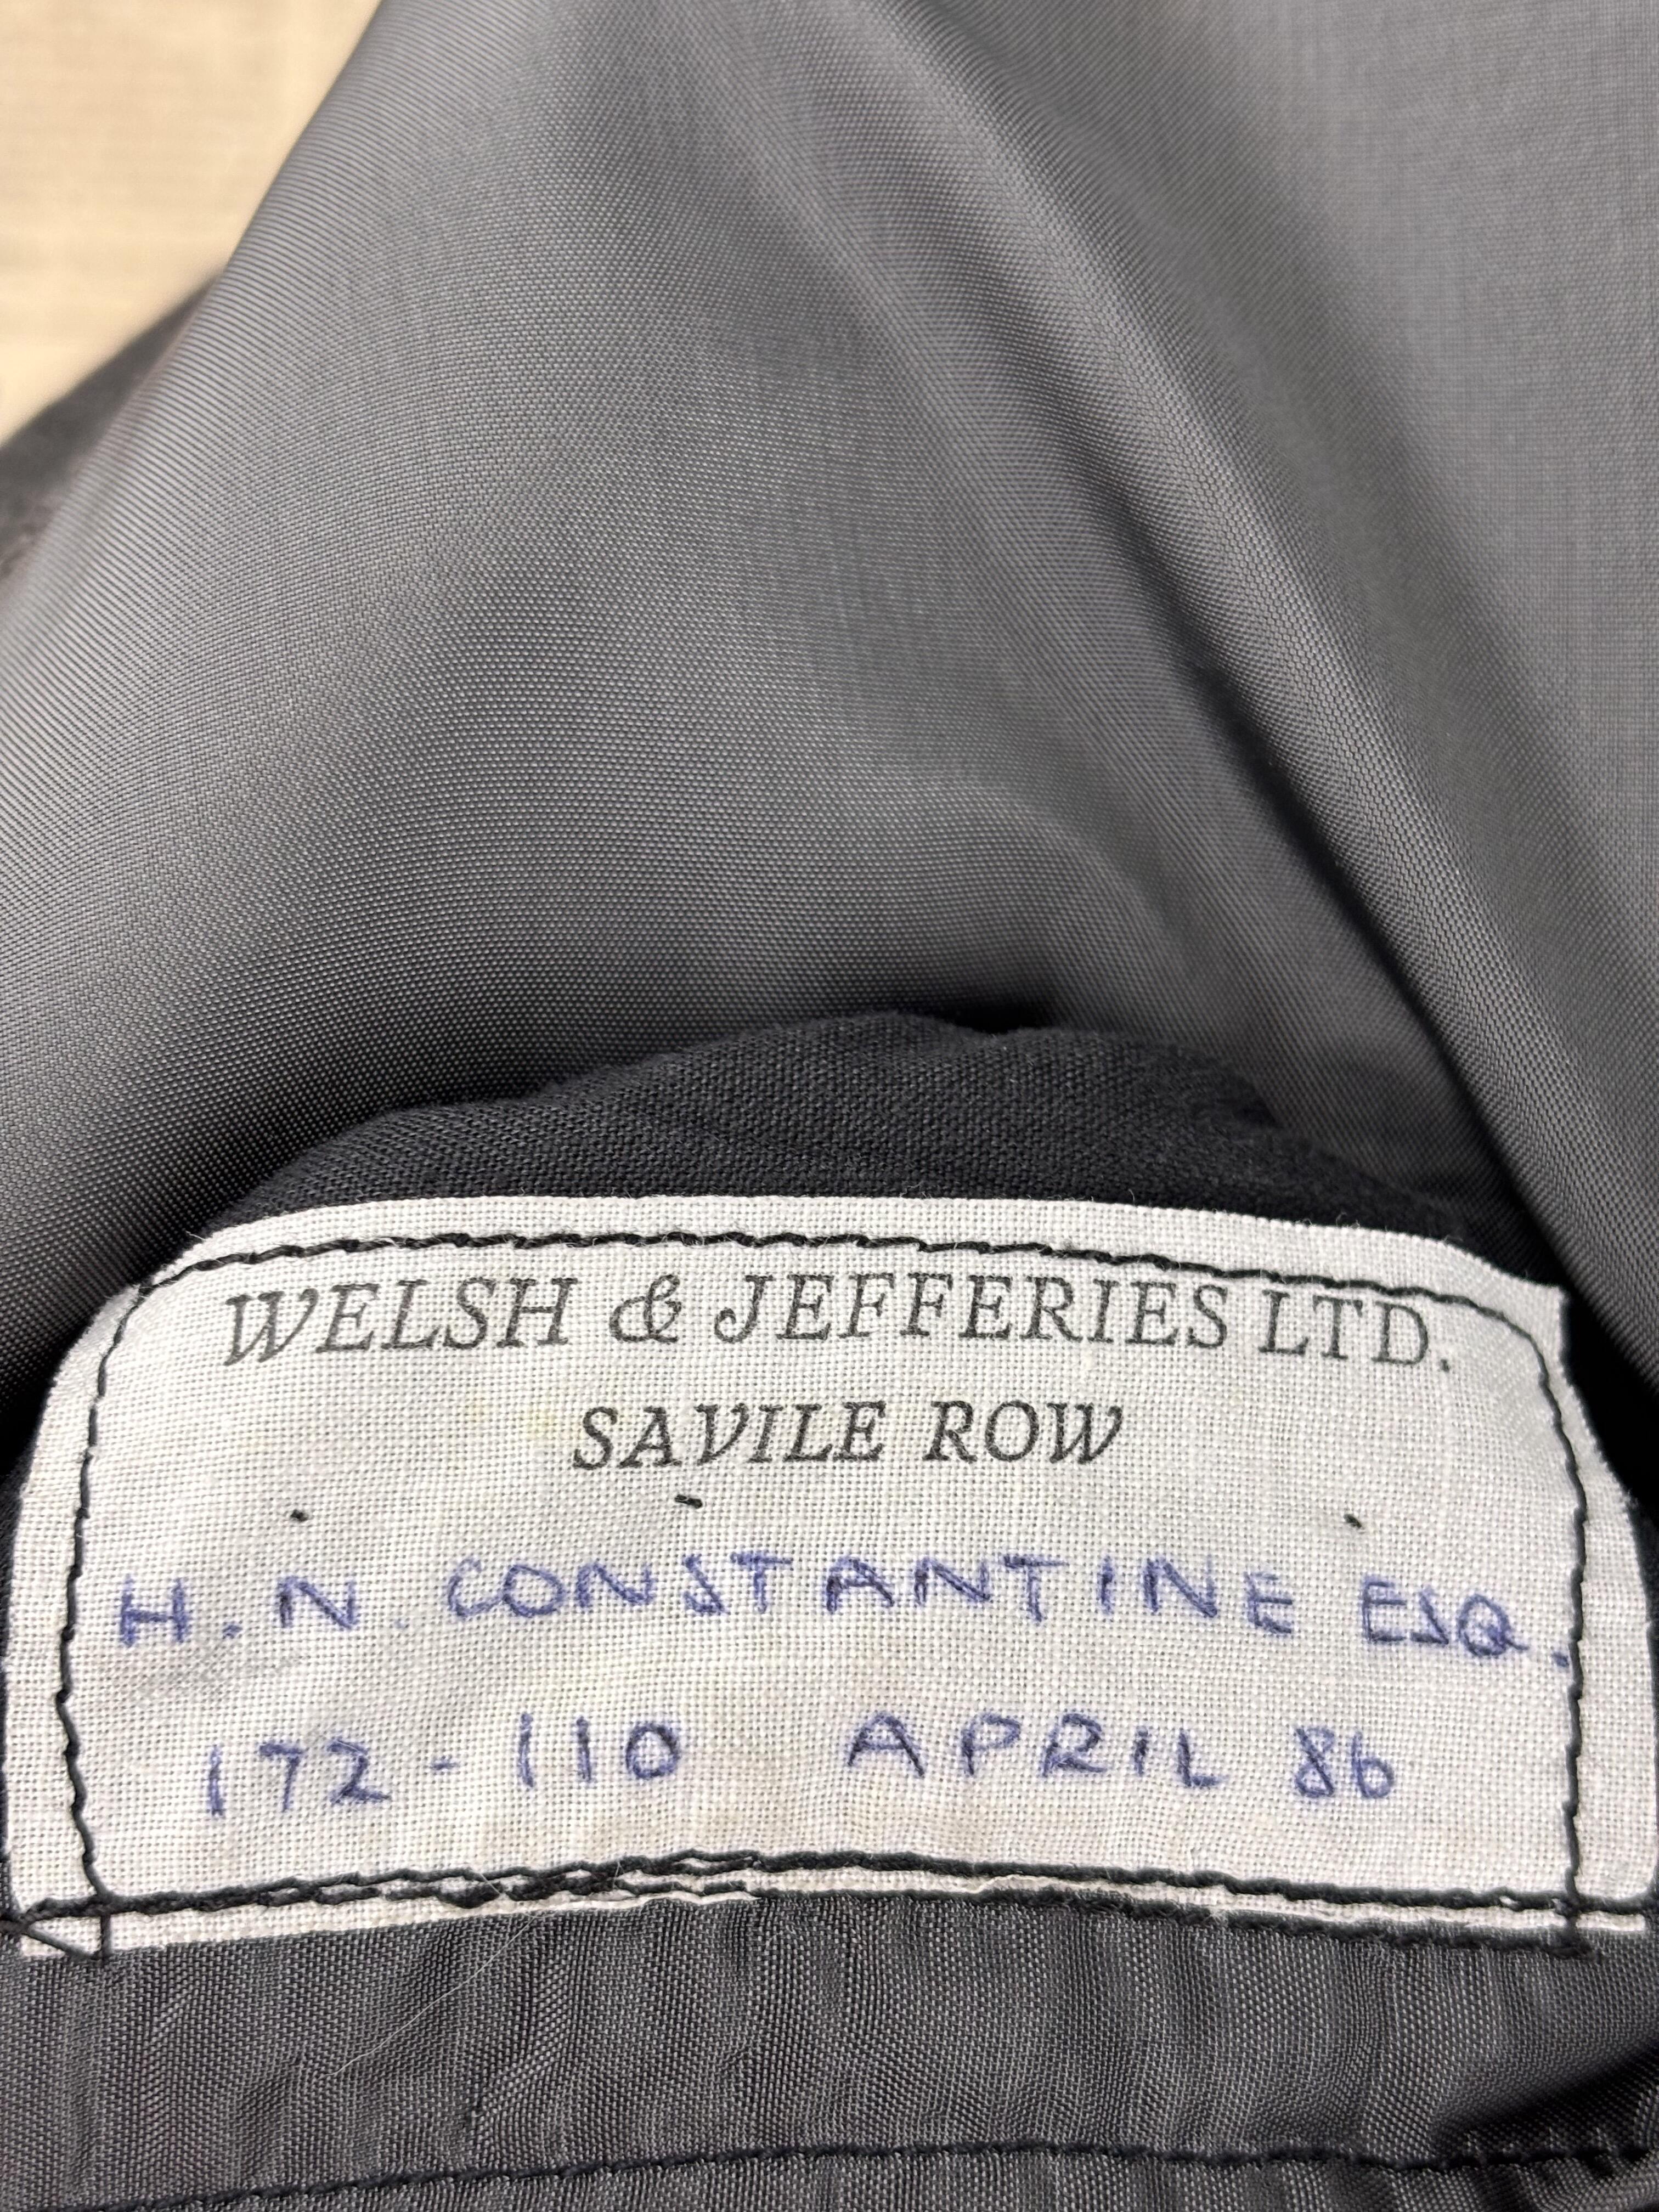 WELSH & JEFFERIES LTD.
SAVILE ROW
H.N. CONSTANTINE ESQ.
172-110 APRIL 86